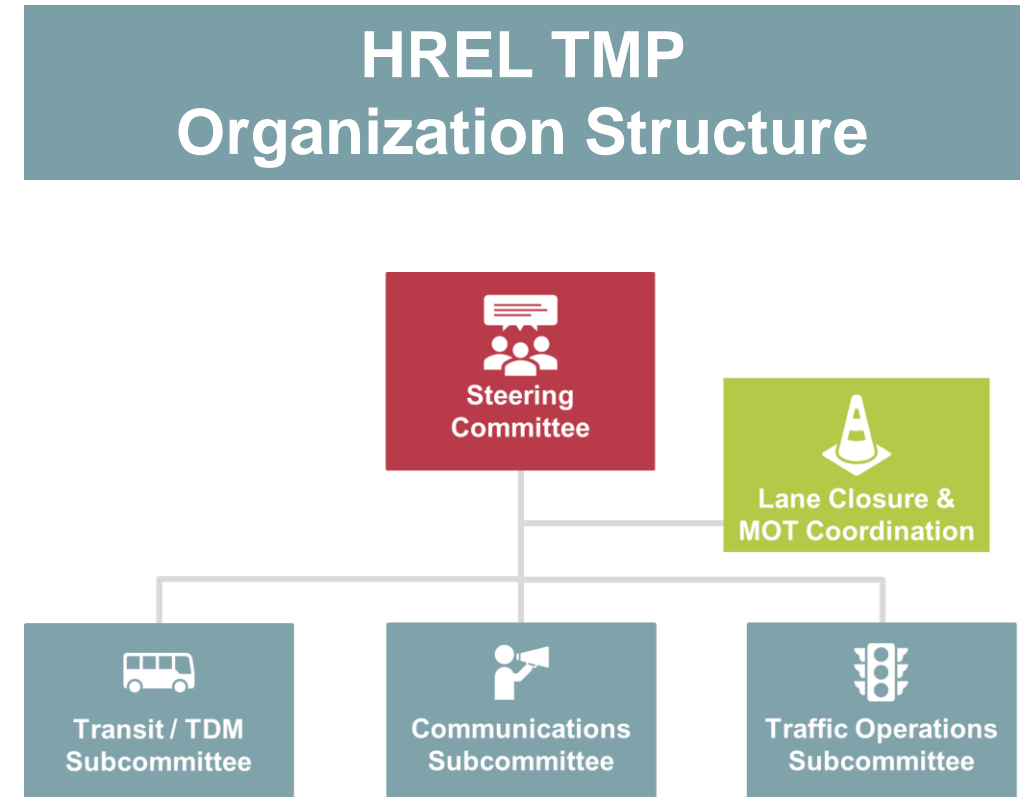 HREL TMP
Organization Structure
Steering
Committee
Lane Closure &
MOT Coordination
Transit / TDM
Subcommittee
Communications
Subcommittee
Traffic Operations
Subcommittee